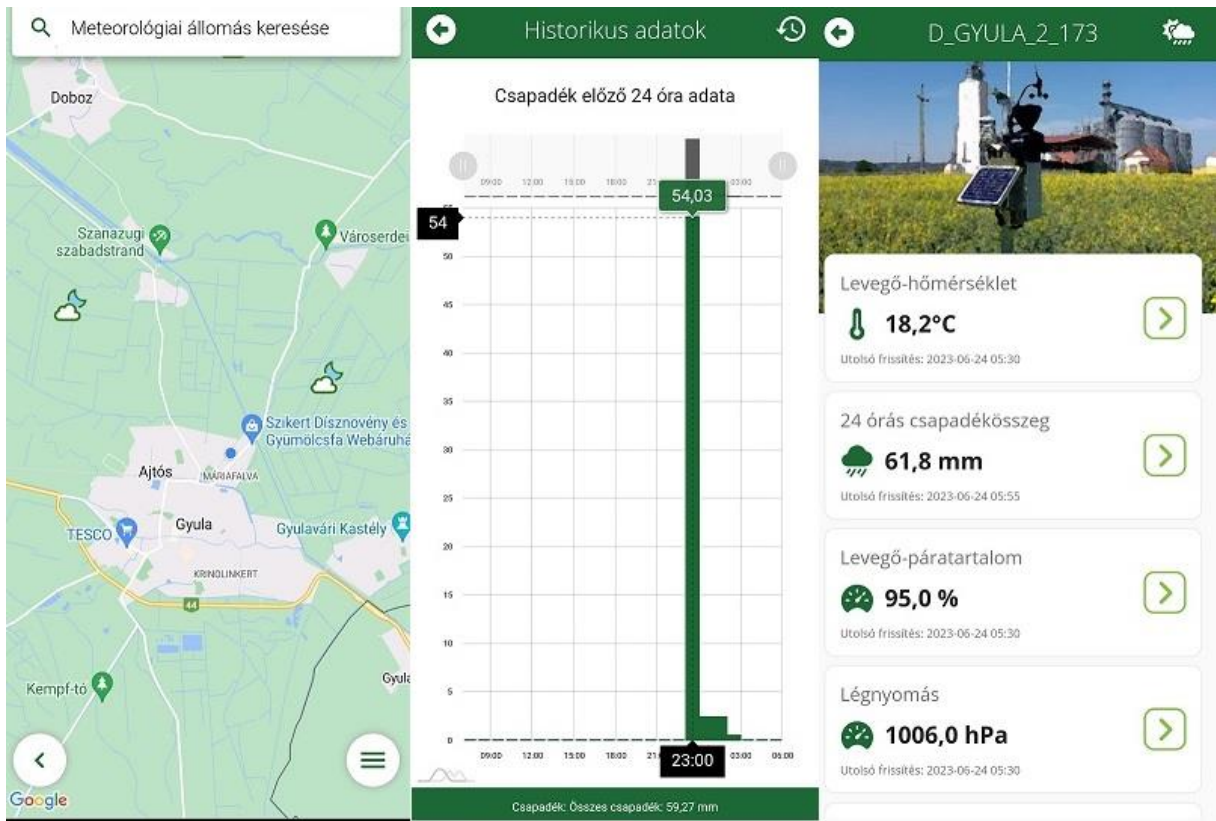 Meteorológiai állomás keresése
Doboz
Szanazugi
szabadstrand
Városerdei
Szikert Dísznövény és
Gyümölcsfa Webáruhá
Ajtós
MÁRIAFALVA
TESCO
Gyula
Gyulavári Kastély
KRINOLINKERT
44
Kempf-tó
Gyula
Google
Historikus adatok
Csapadék előző 24 óra adata
09:00 12:00 15:00 18:00 21 03:00
54,03
55
54
50
45
40
35
30
25
20
15
10
5
0
09:00 12:00 15:00 18:00 21 23:00 03:00 06:00
Csapadék: Összes csapadék: 59,27 mm
D_GYULA_2_173
Levegő-hőmérséklet
18,2°C
Utolsó frissítés: 2023-06-24 05:30
24 órás csapadékösszeg
61,8 mm
Utolsó frissítés: 2023-06-24 05:55
Levegő-páratartalom
95,0 %
Utolsó frissítés: 2023-06-24 05:30
Légnyomás
1006,0 hPa
Utolsó frissítés: 2023-06-24 05:30